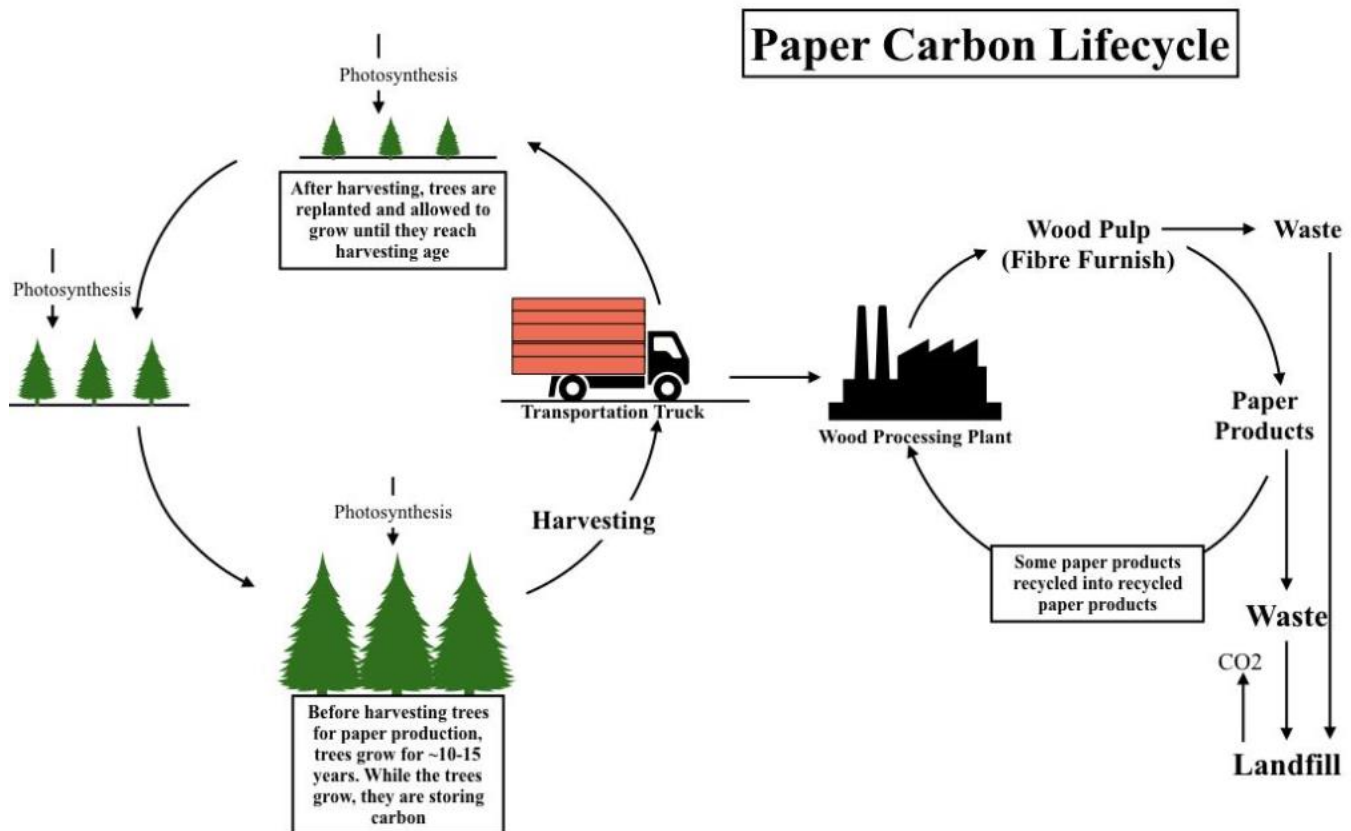 Paper Carbon Lifecycle
Photosynthesis
After harvesting, trees are
replanted and allowed to
grow until they reach
harvesting age
Photosynthesis
Transportation Truck
Photosynthesis
Harvesting
Before harvesting trees
for paper production,
trees grow for ~10-15
years. While the trees
grow, they are storing
carbon
Wood Processing Plant
Wood Pulp
(Fibre Furnish)
Waste
Paper
Products
Some paper products
recycled into recycled
paper products
Waste
CO2
Landfill